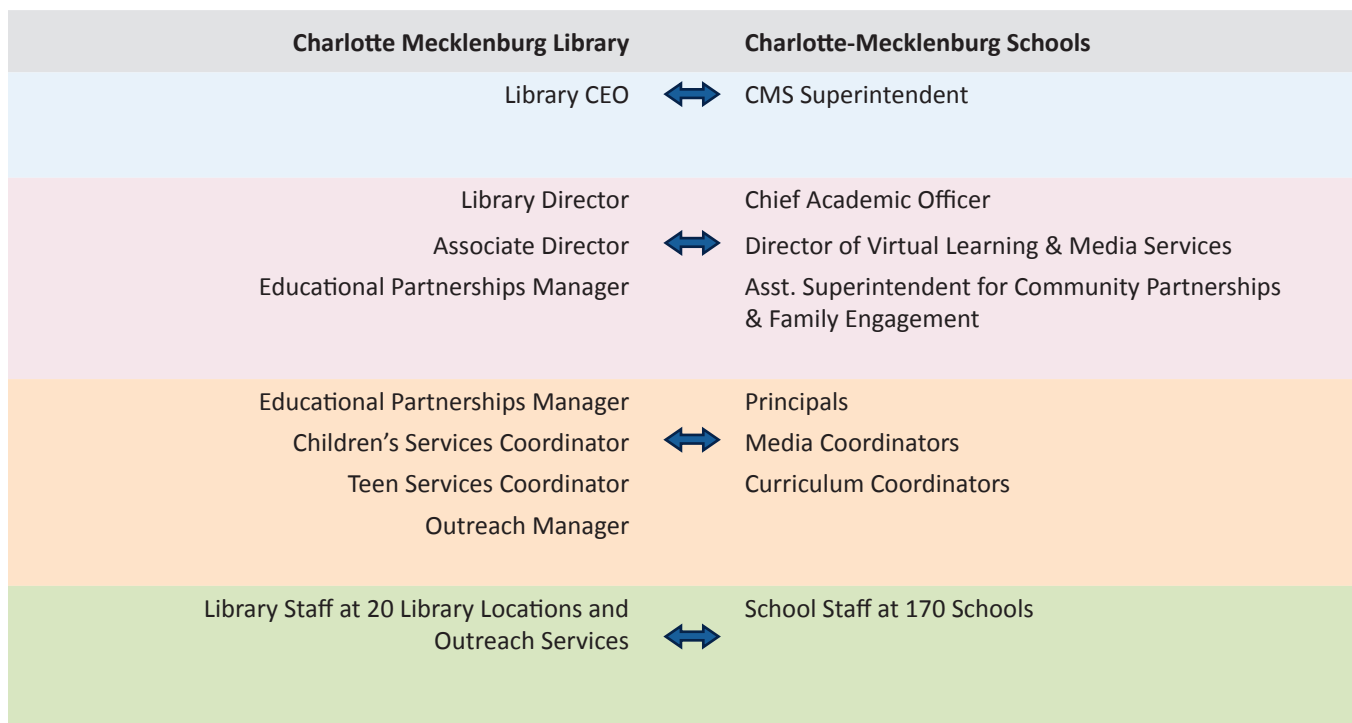 Charlotte Mecklenburg Library Charlotte-Mecklenburg Schools
Library CEO CMS Superintendent
Library Director Chief Academic Officer
Associate Director Director of Virtual Learning & Media Services
Educational Partnerships Manager Asst. Superintendent for Community Partnerships
& Family Engagement
Educational Partnerships Manager Principals
Children’s Services Coordinator Media Coordinators
Teen Services Coordinator Curriculum Coordinators
Outreach Manager
Library Staff at 20 Library Locations and School Staff at 170 Schools
Outreach Services